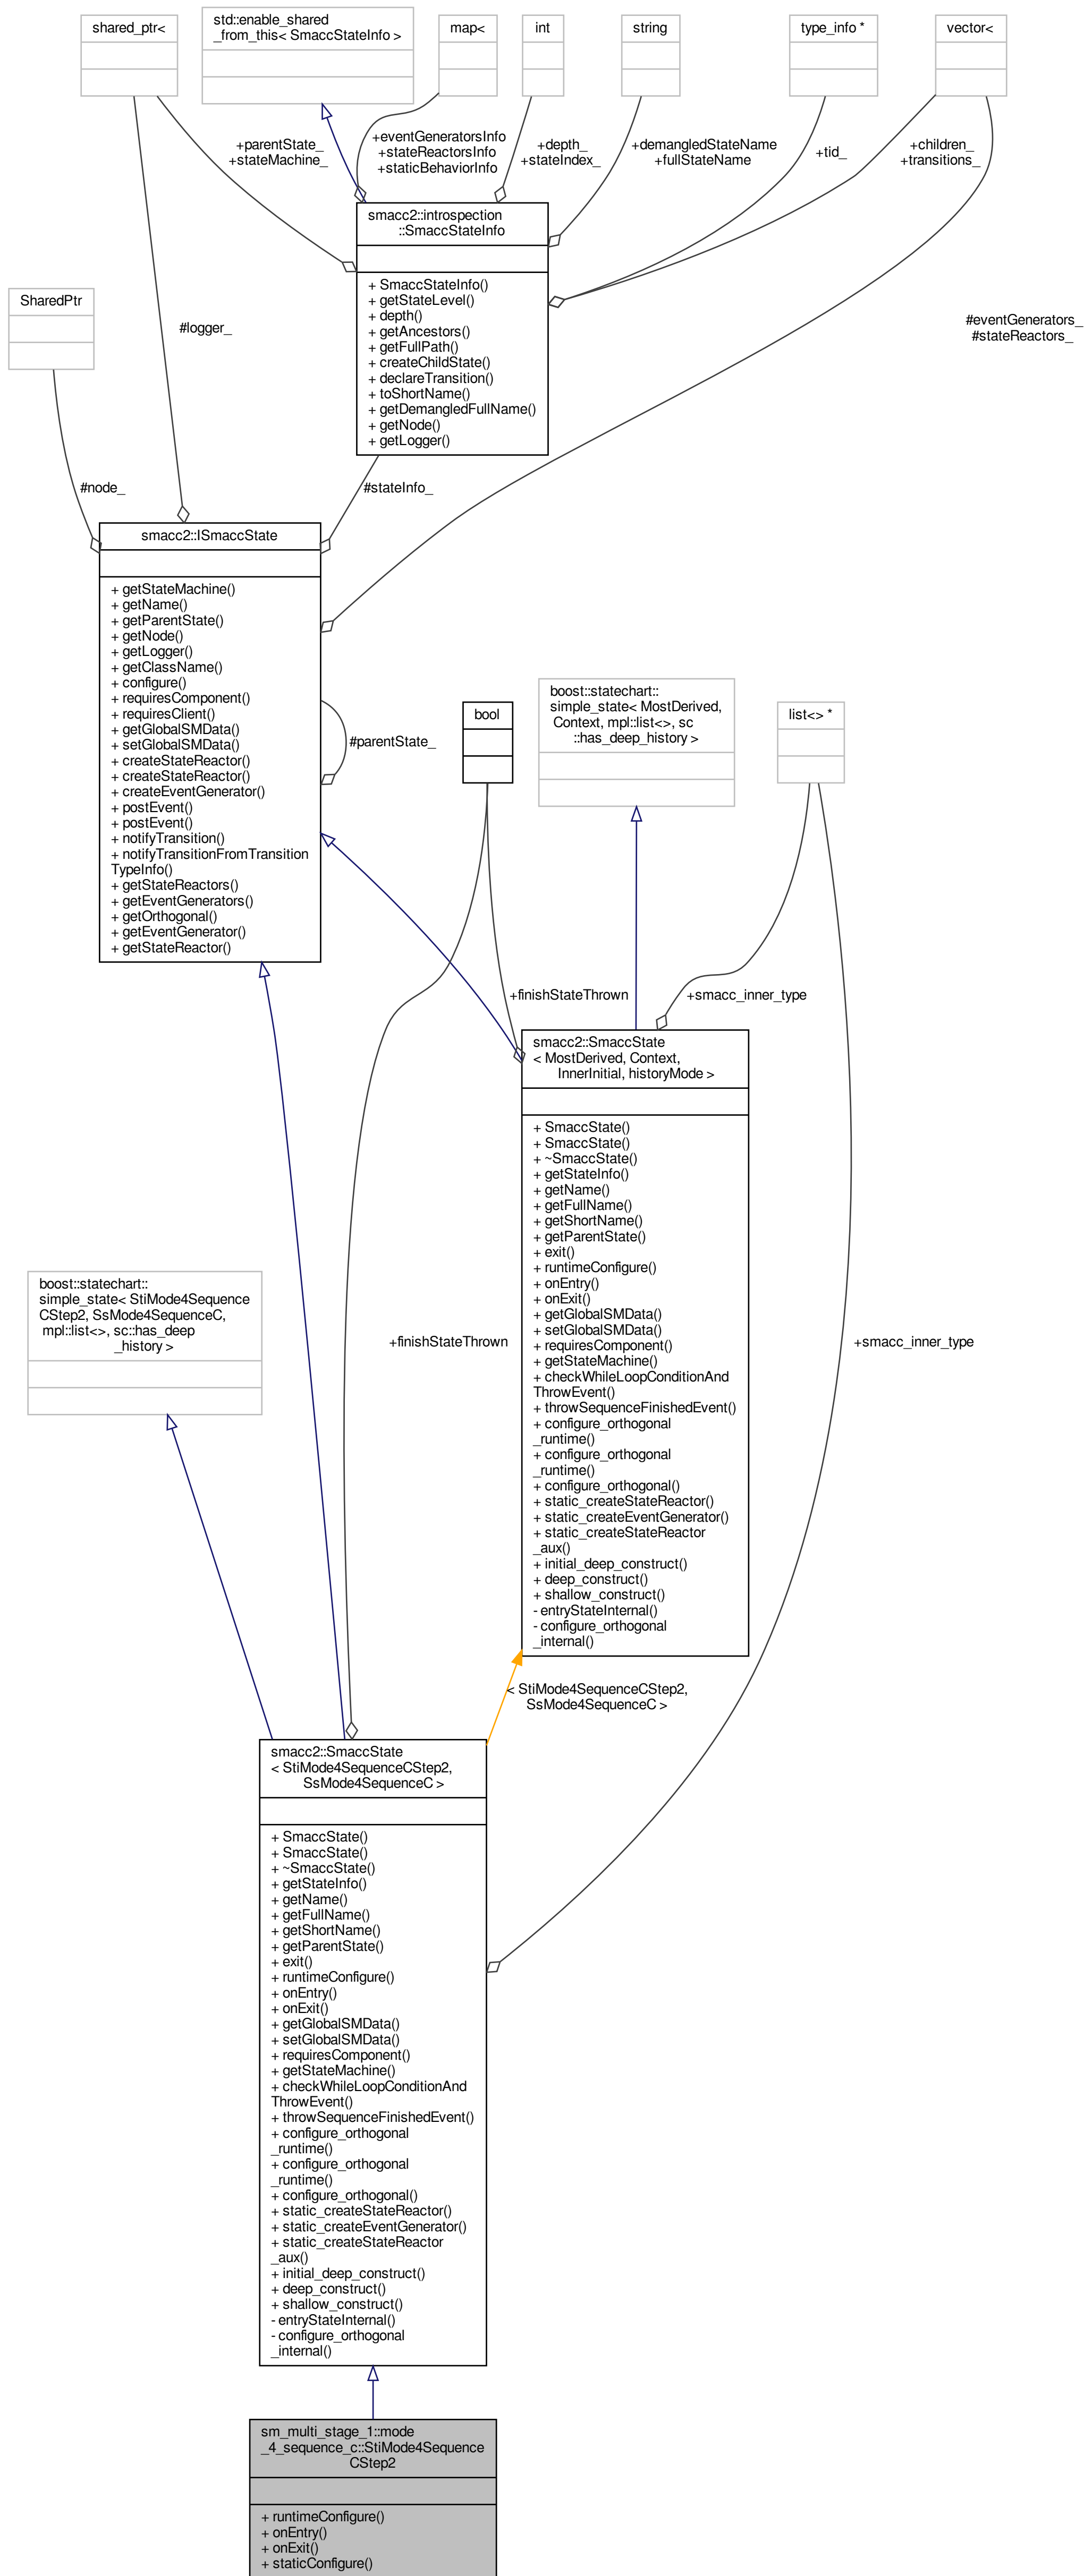 shared_ptr<
std::enable_shared
_from_this< SmaccStateInfo >
map<
int
string
type_info *
vector<
+parentState_
+stateMachine_
+eventGeneratorsInfo
+stateReactorsInfo
+staticBehaviorInfo
+depth_
+stateIndex_
+demangledStateName
+fullStateName
+tid_
+children_
+transitions_
smacc2::introspection
::SmaccStateInfo
+ SmaccStateInfo()
+ getStateLevel()
+ depth()
+ getAncestors()
+ getFullPath()
+ createChildState()
+ declareTransition()
+ toShortName()
+ getDemangledFullName()
+ getNode()
+ getLogger()
SharedPtr
#logger_
#eventGenerators_
#stateReactors_
#node_
#stateInfo_
smacc2::ISmaccState
+ getStateMachine()
+ getName()
+ getParentState()
+ getNode()
+ getLogger()
+ getClassName()
+ configure()
+ requiresComponent()
+ requiresClient()
+ getGlobalSMData()
+ setGlobalSMData()
+ createStateReactor()
+ createStateReactor()
+ createEventGenerator()
+ postEvent()
+ postEvent()
+ notifyTransition()
+ notifyTransitionFromTransition
TypeInfo()
+ getStateReactors()
+ getEventGenerators()
+ getOrthogonal()
+ getEventGenerator()
+ getStateReactor()
#parentState_
bool
boost::statechart::
simple_state< MostDerived,
Context, mpl::list<>, sc
::has_deep_history >
list<> *
+finishStateThrown
+smacc_inner_type
smacc2::SmaccState
< MostDerived, Context,
InnerInitial, historyMode >
+ SmaccState()
+ SmaccState()
+ ~SmaccState()
+ getStateInfo()
+ getName()
+ getFullName()
+ getShortName()
+ getParentState()
+ exit()
+ runtimeConfigure()
+ onEntry()
+ onExit()
+ getGlobalSMData()
+ setGlobalSMData()
+ requiresComponent()
+ getStateMachine()
+ checkWhileLoopConditionAnd
ThrowEvent()
+ throwSequenceFinishedEvent()
+ configure_orthogonal
_runtime()
+ configure_orthogonal
_runtime()
+ configure_orthogonal()
+ static_createStateReactor()
+ static_createEventGenerator()
+ static_createStateReactor
_aux()
+ initial_deep_construct()
+ deep_construct()
+ shallow_construct()
- entryStateInternal()
- configure_orthogonal
_internal()
boost::statechart::
simple_state< StiMode4Sequence
CStep2, SsMode4SequenceC,
mpl::list<>, sc::has_deep
_history >
+finishStateThrown
+smacc_inner_type
< StiMode4SequenceCStep2,
SsMode4SequenceC >
smacc2::SmaccState
< StiMode4SequenceCStep2,
SsMode4SequenceC >
+ SmaccState()
+ SmaccState()
+ ~SmaccState()
+ getStateInfo()
+ getName()
+ getFullName()
+ getShortName()
+ getParentState()
+ exit()
+ runtimeConfigure()
+ onEntry()
+ onExit()
+ getGlobalSMData()
+ setGlobalSMData()
+ requiresComponent()
+ getStateMachine()
+ checkWhileLoopConditionAnd
ThrowEvent()
+ throwSequenceFinishedEvent()
+ configure_orthogonal
_runtime()
+ configure_orthogonal
_runtime()
+ configure_orthogonal()
+ static_createStateReactor()
+ static_createEventGenerator()
+ static_createStateReactor
_aux()
+ initial_deep_construct()
+ deep_construct()
+ shallow_construct()
- entryStateInternal()
- configure_orthogonal
_internal()
sm_multi_stage_1::mode
_4_sequence_c::StiMode4Sequence
CStep2
+ runtimeConfigure()
+ onEntry()
+ onExit()
+ staticConfigure()